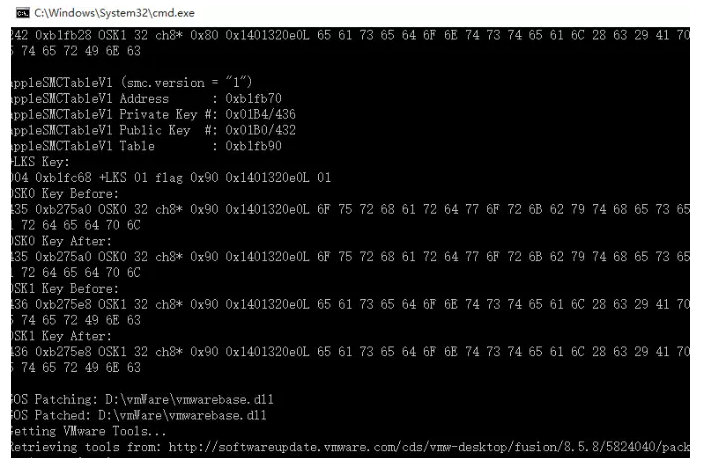 C:\Windows\System32\cmd.exe
242 0xb1fb28 OSK1 32 ch8* 0x80 0x1401320e0L 65 61 73 65 64 6F 6E 74 73 74 65 61 6C 28 63 29 41 70
74 65 72 49 6E 63
appleSMCTableV1 (smc.version = "1")
appleSMCTableV1 Address : 0xb1fb70
appleSMCTableV1 Private Key #: 0x01B4/436
appleSMCTableV1 Public Key #: 0x01B0/432
appleSMCTableV1 Table : 0xb1fb90
+LKS Key:
004 0xb1fc68 +LKS 01 flag 0x90 0x1401320e0L 01
OSK0 Key Before:
435 0xb275a0 OSK0 32 ch8* 0x90 0x1401320e0L 6F 75 72 68 61 72 64 77 6F 72 6B 62 79 74 68 65 73 65
72 64 65 64 70 6C
OSK0 Key After:
435 0xb275a0 OSK0 32 ch8* 0x90 0x1401320e0L 6F 75 72 68 61 72 64 77 6F 72 6B 62 79 74 68 65 73 65
72 64 65 64 70 6C
OSK1 Key Before:
436 0xb275e8 OSK1 32 ch8* 0x90 0x1401320e0L 65 61 73 65 64 6F 6E 74 73 74 65 61 6C 28 63 29 41 70
74 65 72 49 6E 63
OSK1 Key After:
436 0xb275e8 OSK1 32 ch8* 0x90 0x1401320e0L 65 61 73 65 64 6F 6E 74 73 74 65 61 6C 28 63 29 41 70
74 65 72 49 6E 63
GOS Patching: D:\vmWare\vmwarebase.dll
GOS Patched: D:\vmWare\vmwarebase.dll
Getting VMware Tools...
Retrieving tools from: http://softwareupdate.vmware.com/cds/vmw-desktop/fusion/8.5.8/5824040/pack